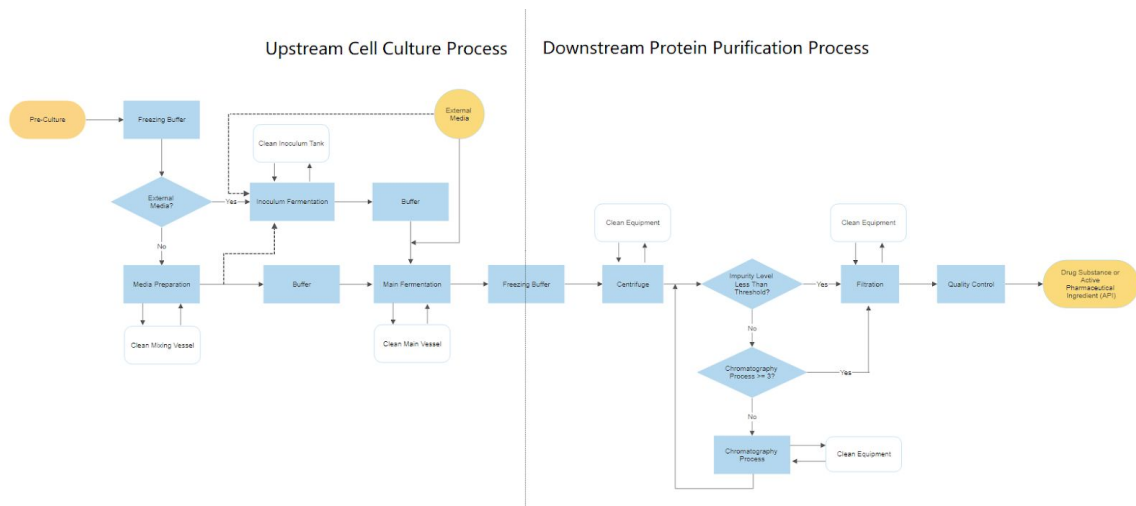 Upstream Cell Culture Process
Downstream Protein Purification Process
Pre-Culture
Freezing Buffer
External
Media
Clean Inoculum Tank
External
Media?
Yes
Inoculum Fermentation
Buffer
No
Clean Equipment
Clean Equipment
Media Preparation
Buffer
Main Fermentation
Freezing Buffer
Centrifuge
Impurity Level
Less Than
Threshold?
Yes
Filtration
Quality Control
Drug Substance or
Active
Pharmaceutical
Ingredient (API)
Clean Mixing Vessel
Clean Main Vessel
No
Chromatography
Process >= 3?
Yes
No
Chromatography
Process
Clean Equipment